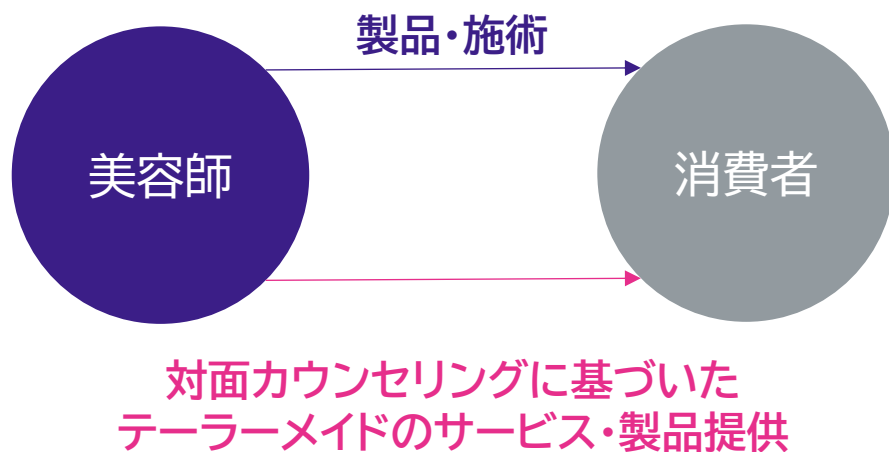 製品・施術
美容師
消費者
対面カウンセリングに基づいた
テーラーメイドのサービス・製品提供